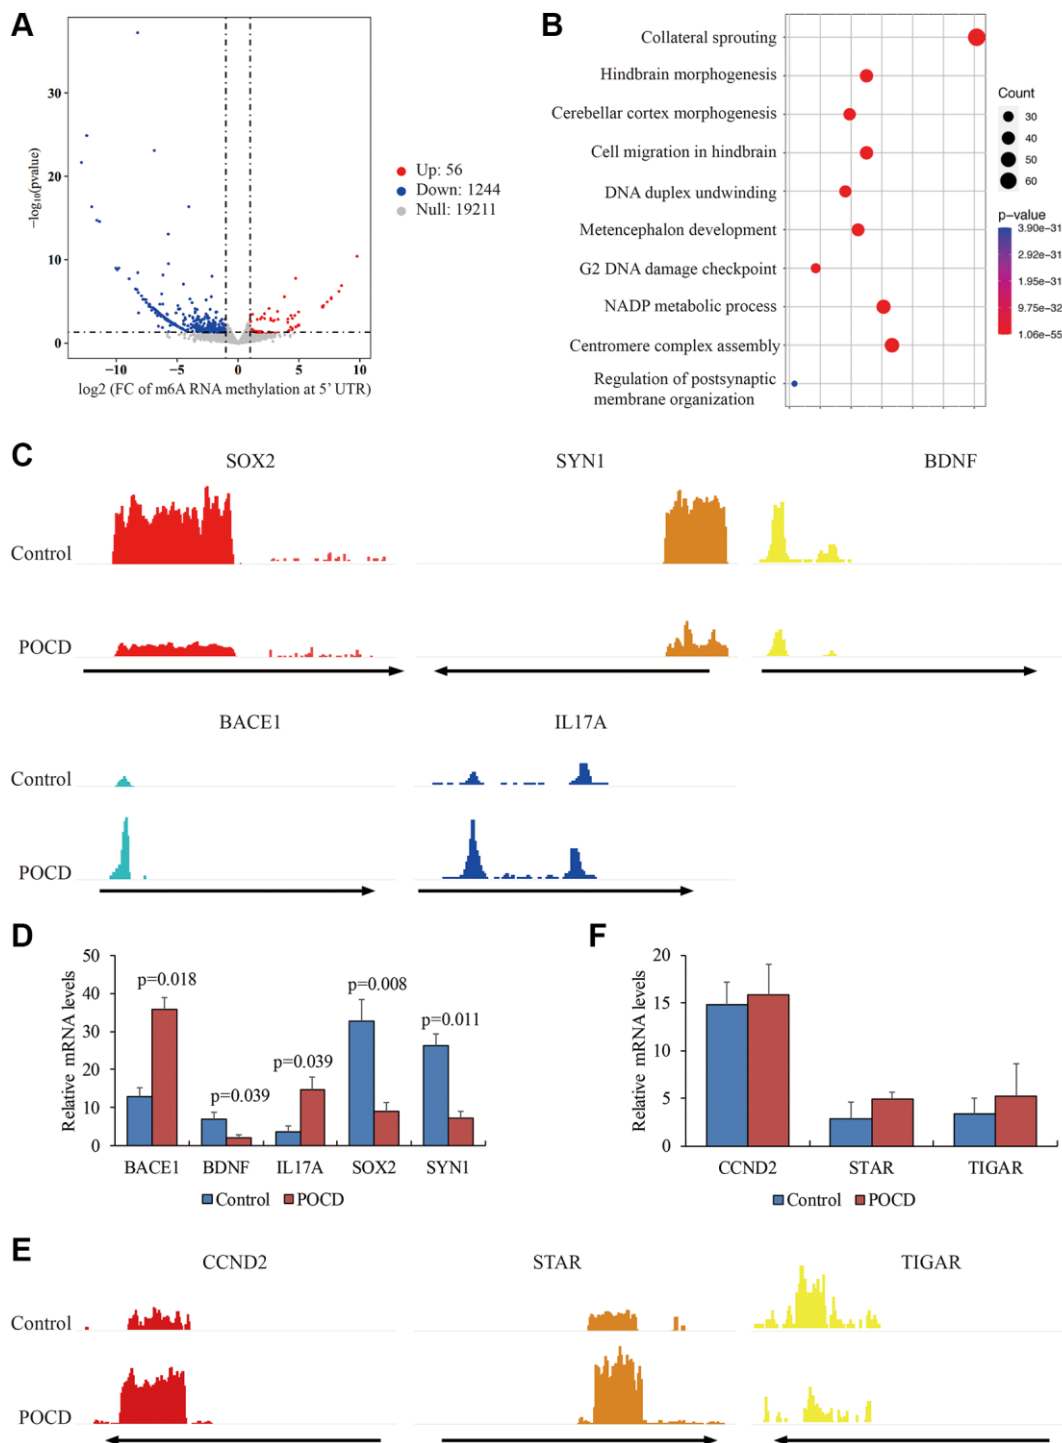 A
−log10(pvalue)
30
20
10
0
−10
−5
0
5
10
log2 (FC of m6A RNA methylation at 5’ UTR)
Up: 56
Down: 1244
Null: 19211
B
Collateral sprouting
Hindbrain morphogenesis
Cerebellar cortex morphogenesis
Cell migration in hindbrain
DNA duplex undwinding
Metencephalon development
G2 DNA damage checkpoint
NADP metabolic process
Centromere complex assembly
Regulation of postsynaptic
membrane organization
Count
30
40
50
60
p-value
3.90e-31
2.92e-31
1.95e-31
9.75e-32
1.06e-55
C
SOX2
SYN1
BDNF
Control
POCD
BACE1
IL17A
Control
POCD
D
Relative mRNA levels
50
40
30
20
10
0
p=0.018
p=0.039
p=0.039
p=0.008
p=0.011
BACE1
BDNF
IL17A
SOX2
SYN1
Control
POCD
F
Relative mRNA levels
20
15
10
5
0
CCND2
STAR
TIGAR
Control
POCD
E
CCND2
STAR
TIGAR
Control
POCD